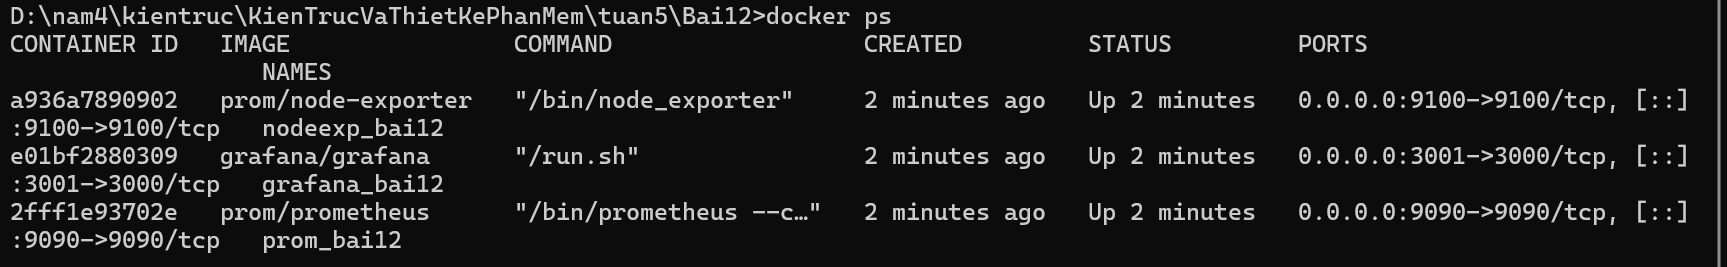 D:\nam4\kientruc\KienTrucVaThietKePhanMem\tuan5\Bai12>docker ps
CONTAINER ID   IMAGE                COMMAND                  CREATED         STATUS         PORTS
                  NAMES
a936a7890902   prom/node-exporter   "/bin/node_exporter"     2 minutes ago   Up 2 minutes   0.0.0.0:9100->9100/tcp, [::]
:9100->9100/tcp   nodeexp_bai12
e01bf2880309   grafana/grafana      "/run.sh"                2 minutes ago   Up 2 minutes   0.0.0.0:3001->3000/tcp, [::]
:3001->3000/tcp   grafana_bai12
2fff1e93702e   prom/prometheus      "/bin/prometheus --c…"   2 minutes ago   Up 2 minutes   0.0.0.0:9090->9090/tcp, [::]
:9090->9090/tcp   prom_bai12